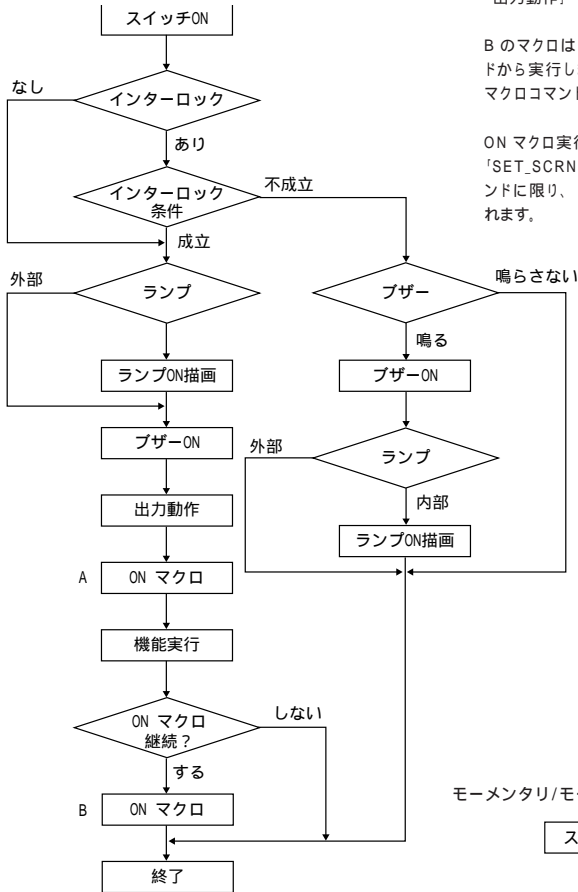 スイッチON
なし
インターロック
あり
インターロック
条件
不成立
成立
外部
ランプ
ブザー
鳴らさない
鳴る
ランプON描画
ブザーON
ブザーON
外部
ランプ
出力動作
内部
ランプON描画
A
ON マクロ
機能実行
ON マクロ
継続？
しない
する
B
ON マクロ
終了
B のマクロは
ドから実行し
マクロコマンド
ON マクロ実行
「SET_SCRN
ンドに限り、
れます。
モーメンタリ/モー
ス